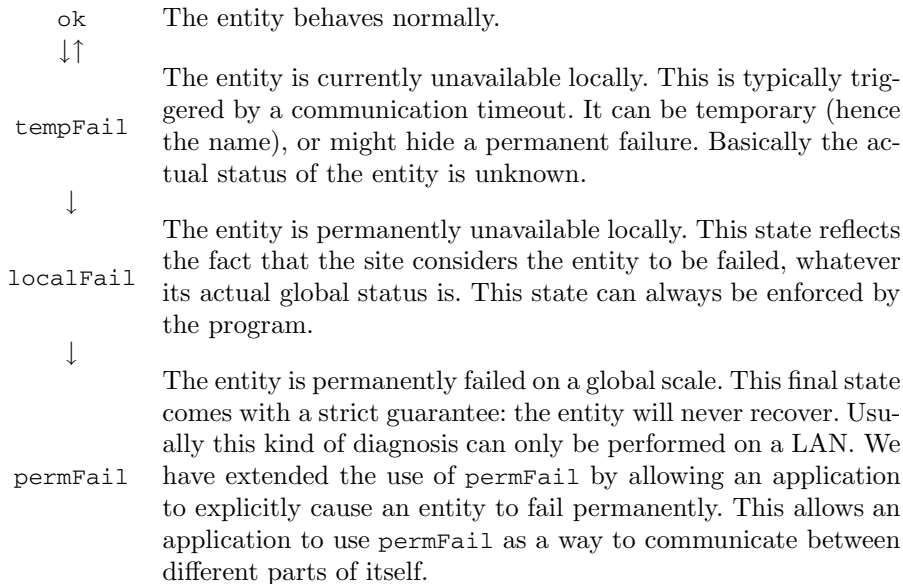 ok The entity behaves normally.
↓↑
The entity is currently unavailable locally. This is typically trig-
gered by a communication timeout. It can be temporary (hence
tempFail the name), or might hide a permanent failure. Basically the ac-
tual status of the entity is unknown.
↓
The entity is permanently unavailable locally. This state reflects
localFail the fact that the site considers the entity to be failed, whatever
its actual global status is. This state can always be enforced by
the program.
↓
The entity is permanently failed on a global scale. This final state
comes with a strict guarantee: the entity will never recover. Usu-
ally this kind of diagnosis can only be performed on a LAN. We
permFail have extended the use of permFail by allowing an application
to explicitly cause an entity to fail permanently. This allows an
application to use permFail as a way to communicate between
different parts of itself.